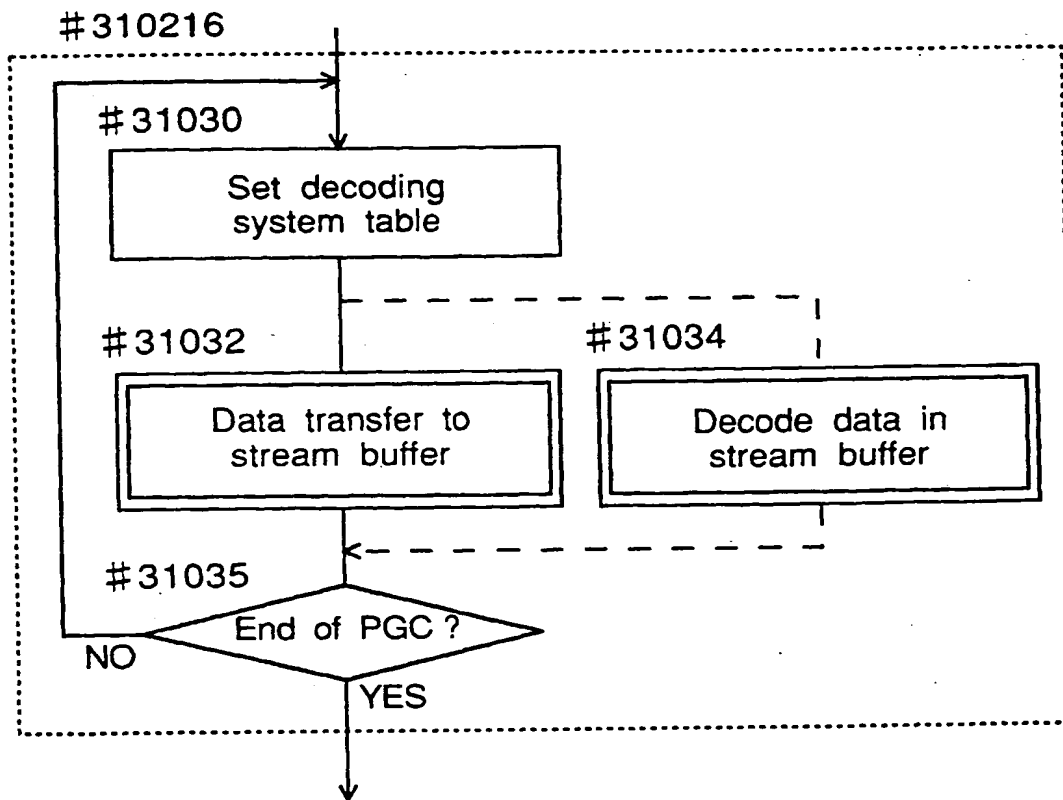 #310216
#31030
Set decoding
system table
#31032
#31034
Data transfer to
stream buffer
Decode data in
stream buffer
#31035
End of PGC ?
NO
YES